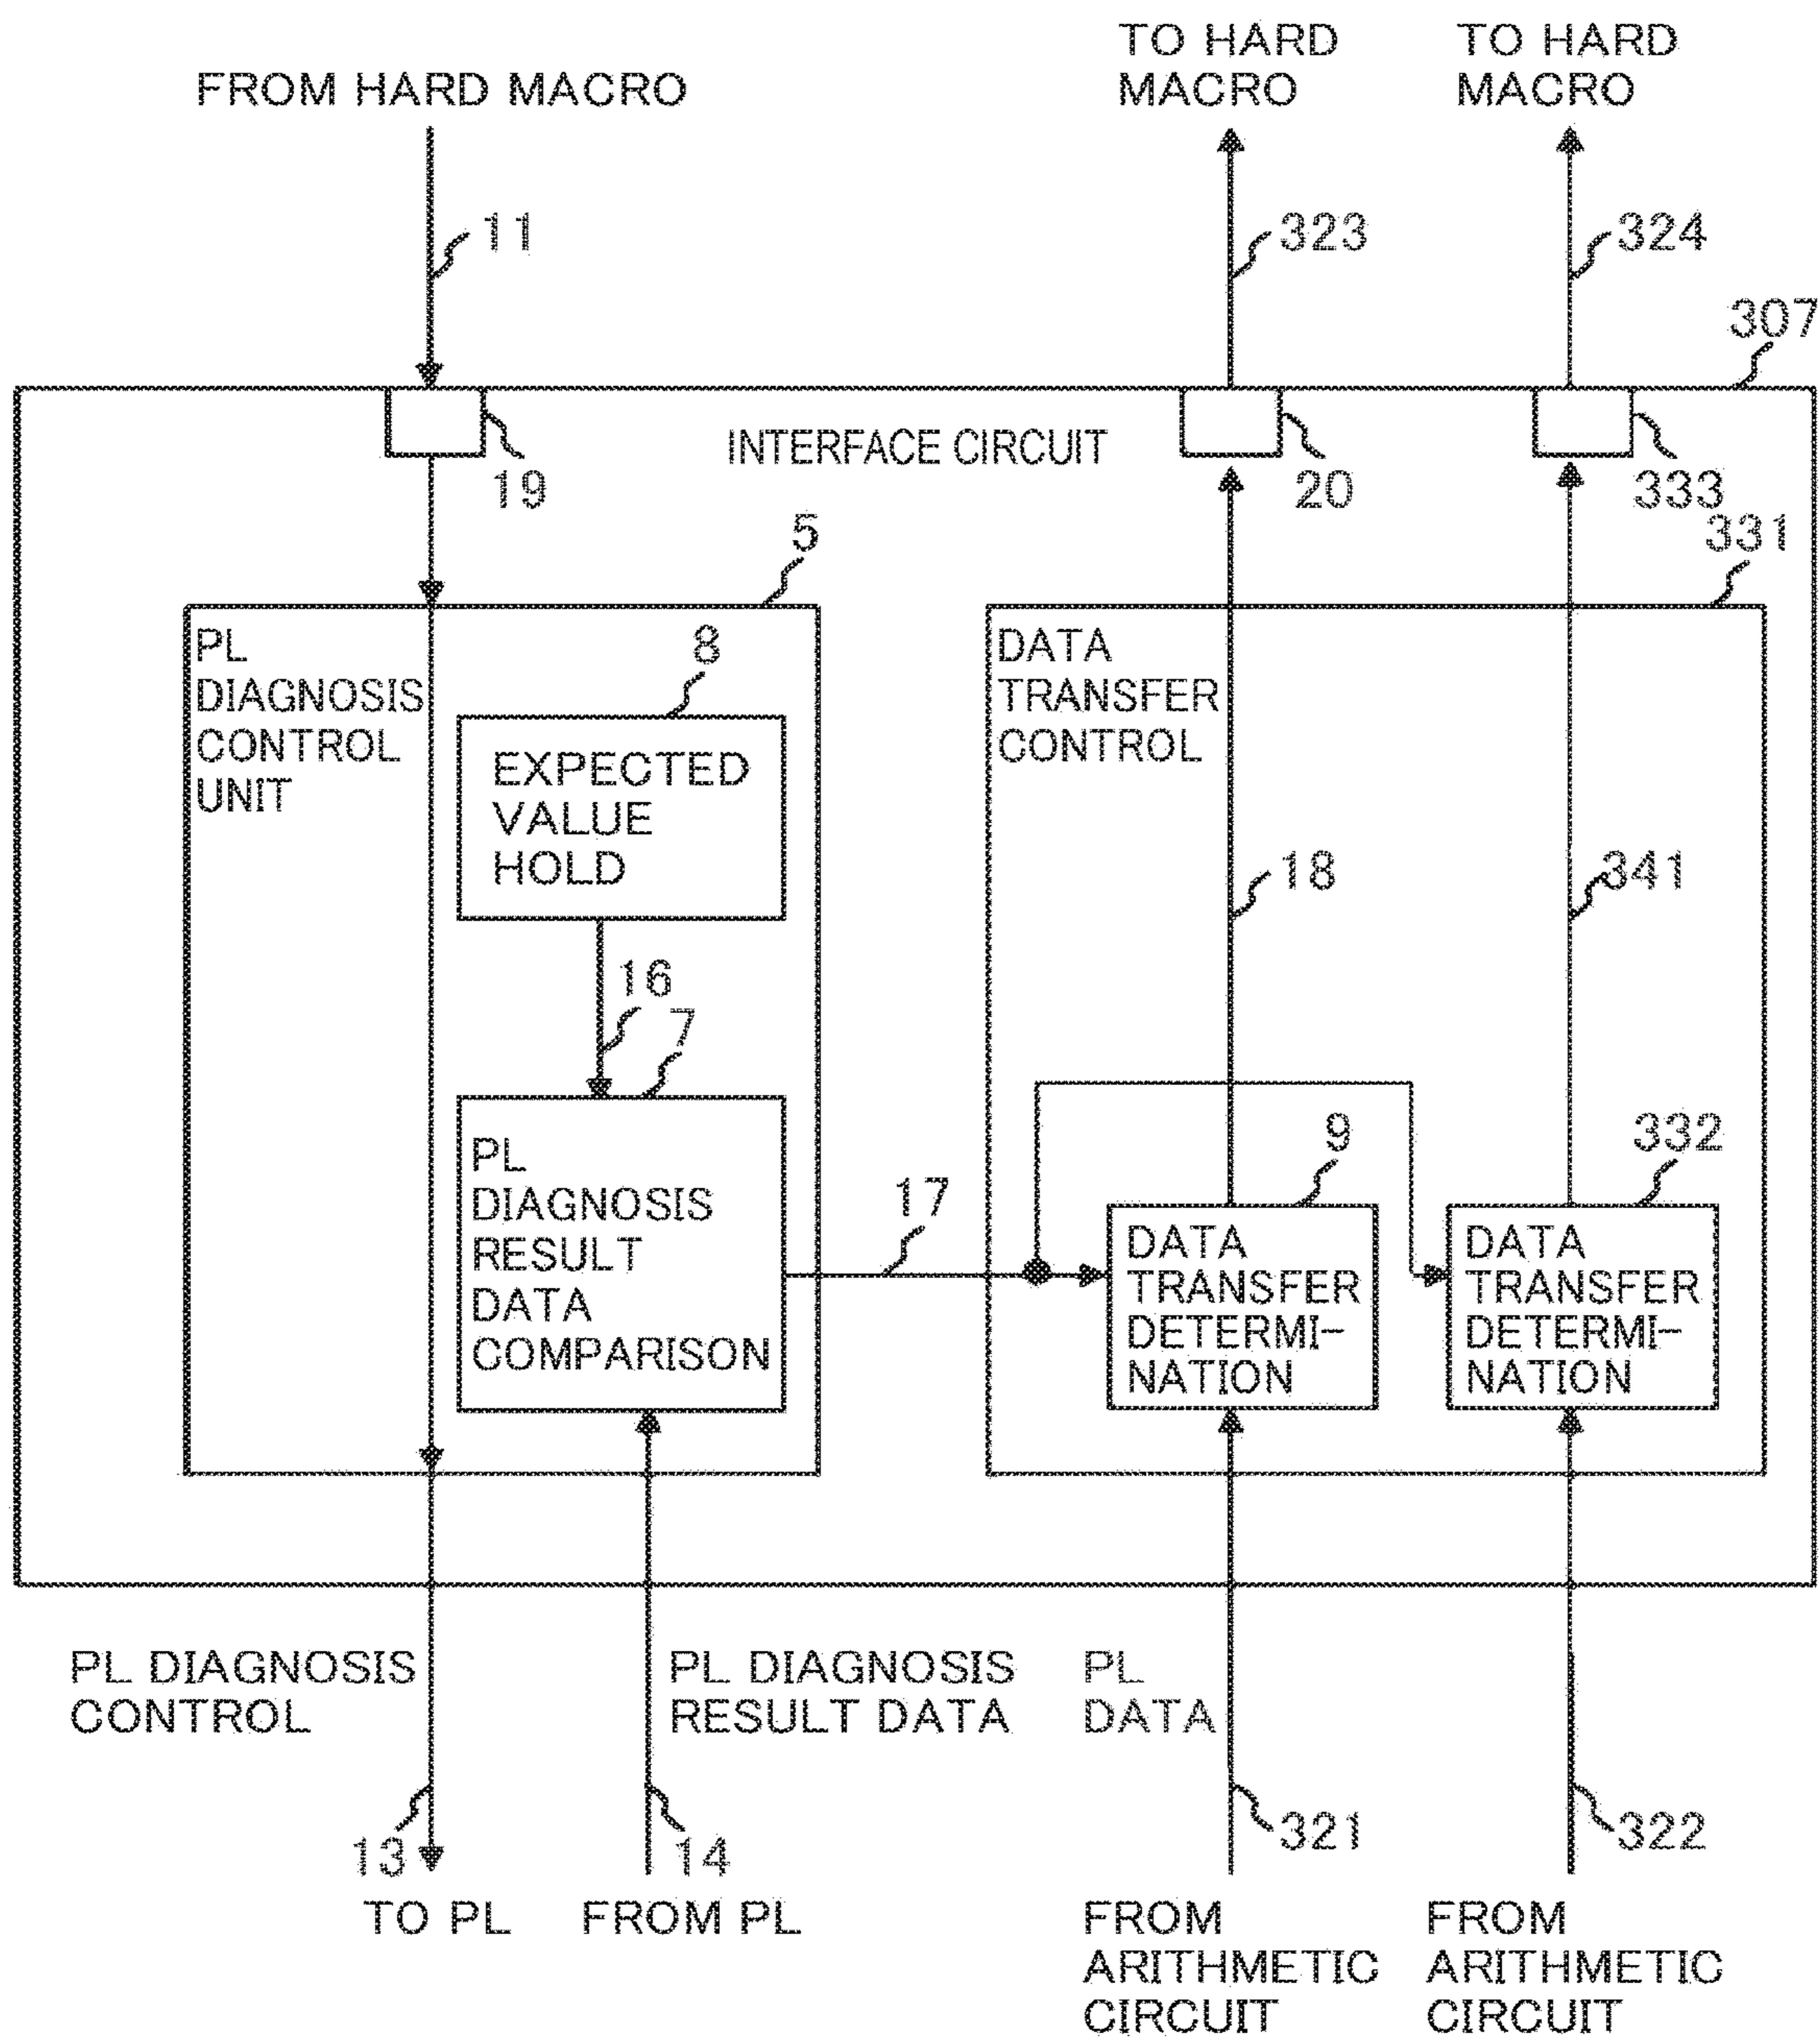 FROM HARD MACRO
TO HARD
MACRO
TO HARD
MACRO
11
323
324
307
INTERFACE CIRCUIT
19
20
333
5
331
PL
DIAGNOSIS
CONTROL
UNIT
8
EXPECTED
VALUE
HOLD
DATA
TRANSFER
CONTROL
18
341
16
7
PL
DIAGNOSIS
RESULT
DATA
COMPARISON
17
9
332
DATA
TRANSFER
DETERMI-
NATION
DATA
TRANSFER
DETERMI-
NATION
PL DIAGNOSIS
CONTROL
PL DIAGNOSIS
RESULT DATA
PL
DATA
13
14
321
322
TO PL
FROM PL
FROM
ARITHMETIC
CIRCUIT
FROM
ARITHMETIC
CIRCUIT